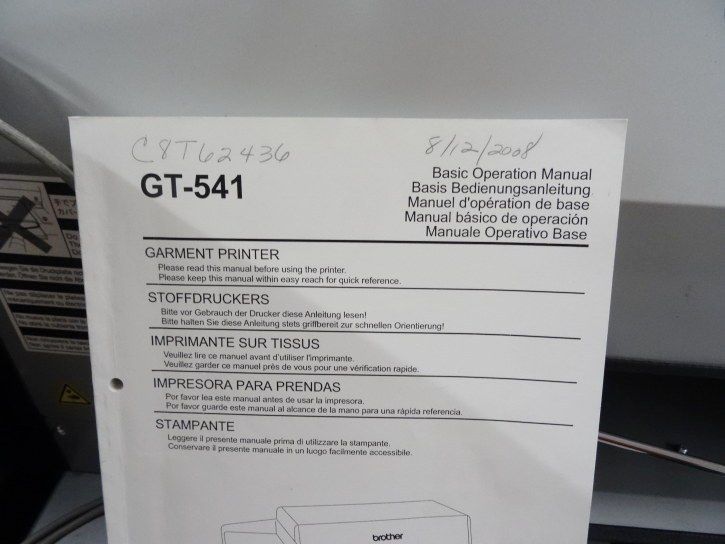 C8T62436
8/12/2008
GT-541
Basic Operation Manual
Basis Bedienungsanleitung
Manuel d'opération de base
Manual básico de operación
Manuale Operativo Base
GARMENT PRINTER
Please read this manual before using the printer.
Please keep this manual within easy reach for quick reference.
STOFFDRUCKERS
Bitte vor Gebrauch der Drucker diese Anleitung lesen!
Bitte halten Sie diese Anleitung stets griffbereit zur schnellen Orientierung!
IMPRIMANTE SUR TISSUS
Veuillez lire ce manuel avant d'utiliser l'imprimante.
Veuillez garder ce manuel près de vous pour une vérification rapide.
IMPRESORA PARA PRENDAS
Por favor lea este manual antes de usar la impresora.
Por favor guarde este manual al alcance de la mano para una rápida referencia.
STAMPANTE
Leggere il presente manuale prima di utilizzare la stampante.
Conservare il presente manuale in un luogo facilmente accessibile.
brother